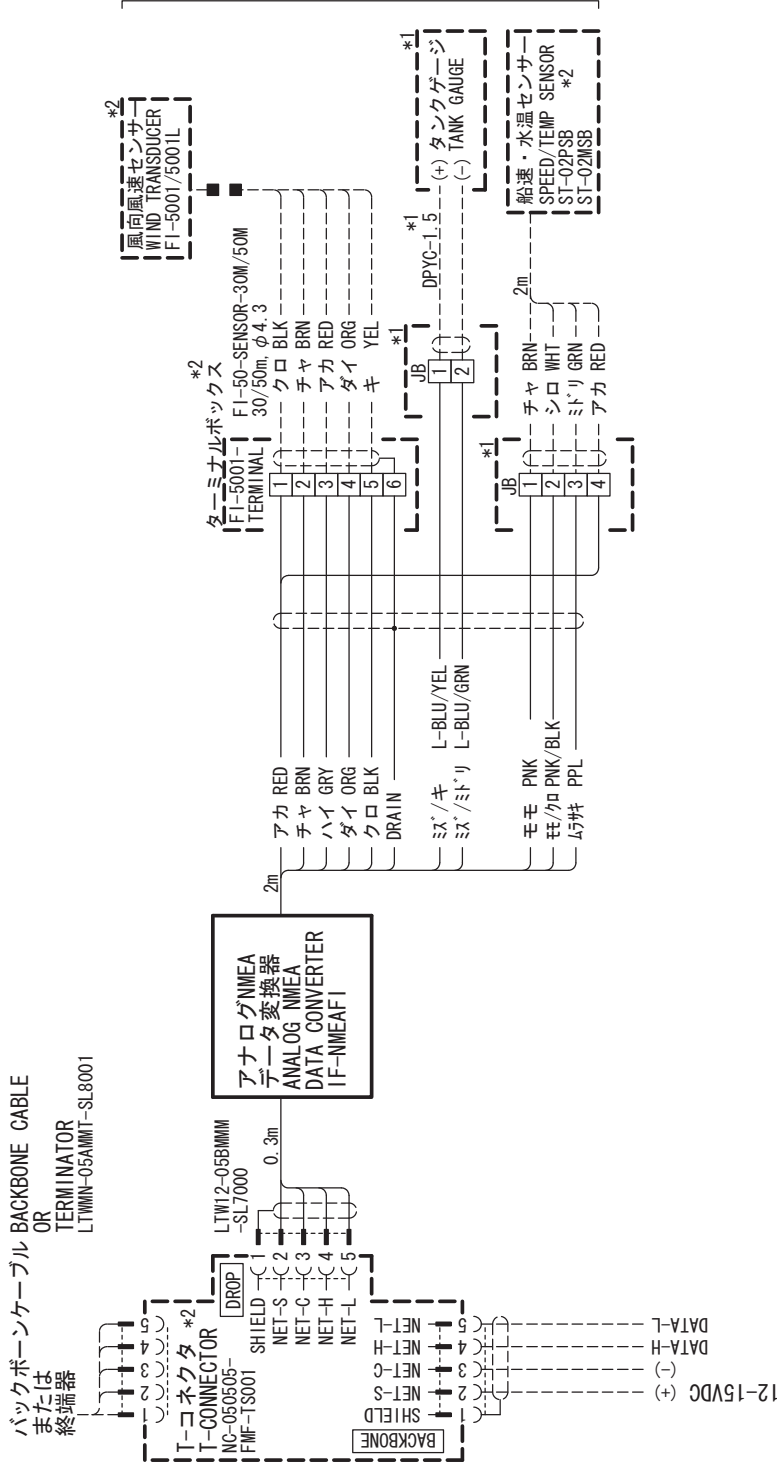 バックボーンケーブル BACKBONE CABLE
または OR
終端器 TERMINATOR
LTWMN-05AMMT-SL8001
1 2 3 4 5
T-コネクタ *2
T-CONNECTOR
NC-050505-
FMF-TS001
DROP
SHIELD 1
NET-S 2
NET-C 3
NET-H 4
NET-L 5
BACKBONE
SHIELD 1
NET-S 2
NET-C 3
NET-H 4
NET-L 5
12-15VDC (+)
(-)
DATA-H
DATA-L
LTW12-05BMMM
-SL7000
0.3m
アナログNMEA
データ変換器
ANALOG NMEA
DATA CONVERTER
IF-NMEAFI
2m
アカ RED
チャ BRN
ハイ GRY
ダイ ORG
クロ BLK
DRAIN
ミズ/キ L-BLU/YEL
ミズ/ミドリ L-BLU/GRN
モモ PNK
モモ/クロ PNK/BLK
ムラサキ PPL
ターミナルボックス *2
FI-5001-
TERMINAL
1
2
3
4
5
6
FI-50-SENSOR-30M/50M
30/50m, φ4.3
クロ BLK
チャ BRN
アカ RED
ダイ ORG
キ YEL
風向風速センサー *2
WIND TRANSDUCER
FI-5001/5001L
JB *1
1
2
DPYC-1.5 *1
*1
(+) タンクゲージ
(-) TANK GAUGE
JB *1
1
2
3
4
チャ BRN
シロ WHT
ミドリ GRN
アカ RED
2m
船速・水温センサー
SPEED/TEMP SENSOR
ST-02PSB *2
ST-02MSB